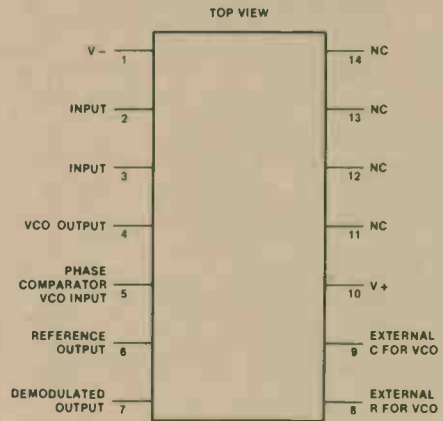 TOP VIEW
V–
1
INPUT
2
INPUT
3
VCO OUTPUT
4
PHASE
COMPARATOR
VCO INPUT
5
REFERENCE
OUTPUT
6
DEMODULATED
OUTPUT
7
14
NC
13
NC
12
NC
11
NC
10
V+
9
EXTERNAL
C FOR VCO
8
EXTERNAL
R FOR VCO